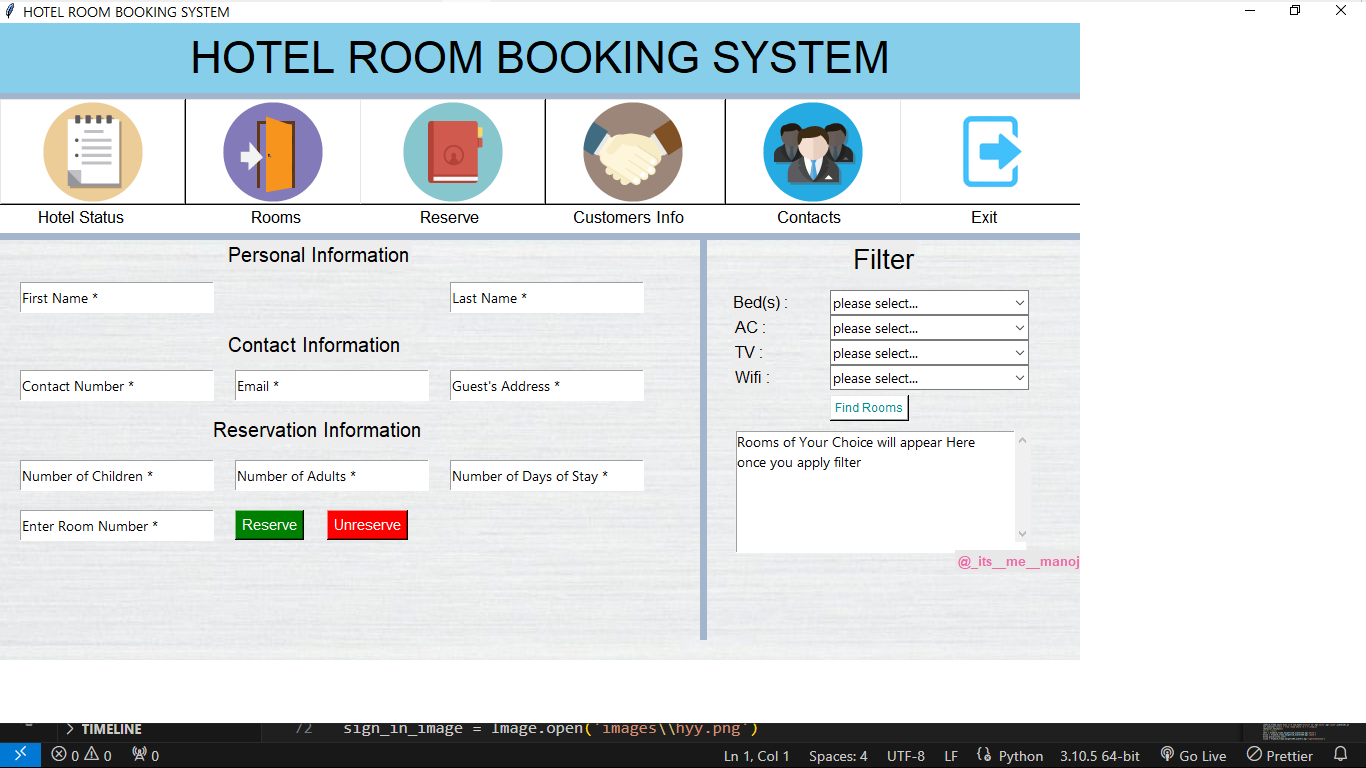 HOTEL ROOM BOOKING SYSTEM
HOTEL ROOM BOOKING SYSTEM
Hotel Status Rooms Reserve Customers Info Contacts Exit
Personal Information
First Name * Last Name *
Contact Information
Contact Number * Email * Guest's Address *
Reservation Information
Number of Children * Number of Adults * Number of Days of Stay *
Enter Room Number * Reserve Unreserve
Filter
Bed(s) : please select...
AC : please select...
TV : please select...
Wifi : please select...
Find Rooms
Rooms of Your Choice will appear Here
once you apply filter
@_its__me__manoj
TIMELINE 72 sign_in_image = Image.open('images\\hyy.png')
0 0 0 Ln 1, Col 1 Spaces: 4 UTF-8 LF Python 3.10.5 64-bit Go Live Prettier